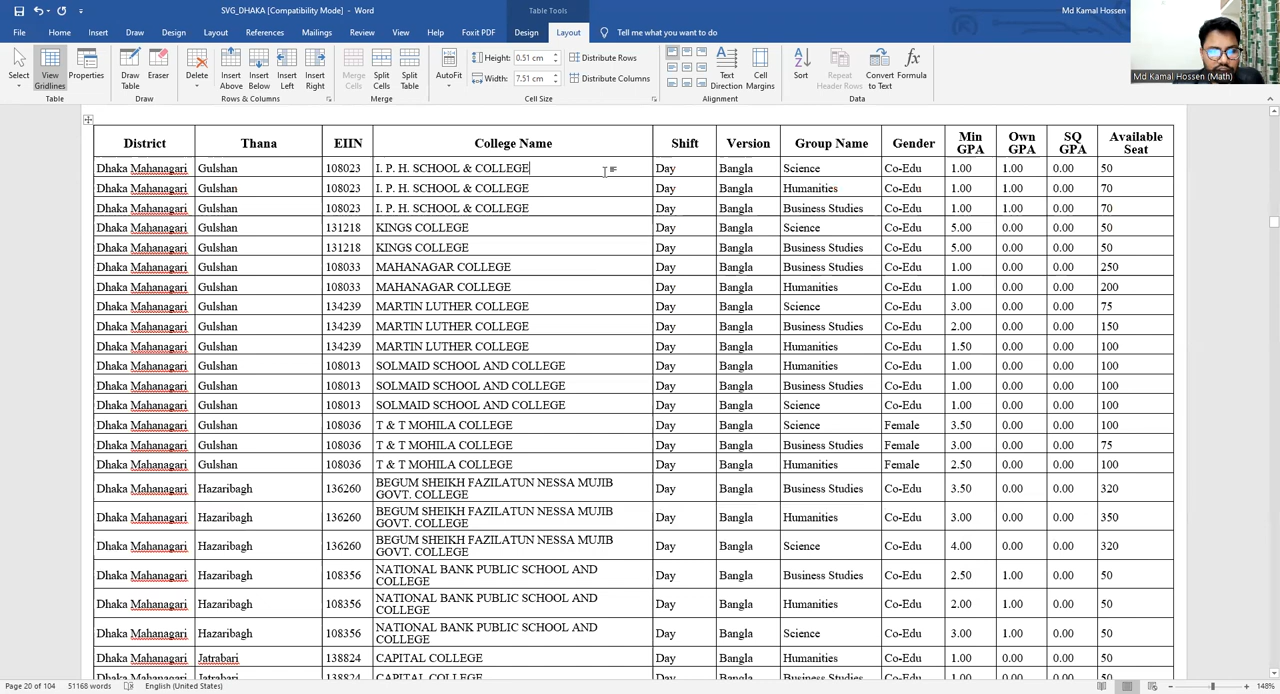 SVG_DHAKA [Compatibility Mode] - Word
Table Tools
Md Kamal Hossen
File Home Insert Draw Design Layout References Mailings Review View Help Foxit PDF Design Layout Tell me what you want to do
Select View Gridlines Properties Draw Table Eraser Delete Insert Above Insert Below Insert Left Insert Right Merge Cells Split Cells Split Table AutoFit Height: 0.51 cm Width: 7.51 cm Distribute Rows Distribute Columns Text Direction Cell Margins Sort Repeat Header Rows Convert to Text Formula
Table Draw Rows & Columns Merge Cell Size Alignment Data
Md Kamal Hossen (Math)
District Thana EIIN College Name Shift Version Group Name Gender Min GPA Own GPA SQ GPA Available Seat
Dhaka Mahanagari Gulshan 108023 I. P. H. SCHOOL & COLLEGE Day Bangla Science Co-Edu 1.00 1.00 0.00 50
Dhaka Mahanagari Gulshan 108023 I. P. H. SCHOOL & COLLEGE Day Bangla Humanities Co-Edu 1.00 1.00 0.00 70
Dhaka Mahanagari Gulshan 108023 I. P. H. SCHOOL & COLLEGE Day Bangla Business Studies Co-Edu 1.00 1.00 0.00 70
Dhaka Mahanagari Gulshan 131218 KINGS COLLEGE Day Bangla Science Co-Edu 5.00 0.00 0.00 50
Dhaka Mahanagari Gulshan 131218 KINGS COLLEGE Day Bangla Business Studies Co-Edu 5.00 0.00 0.00 50
Dhaka Mahanagari Gulshan 108033 MAHANAGAR COLLEGE Day Bangla Business Studies Co-Edu 1.00 0.00 0.00 250
Dhaka Mahanagari Gulshan 108033 MAHANAGAR COLLEGE Day Bangla Humanities Co-Edu 1.00 0.00 0.00 200
Dhaka Mahanagari Gulshan 134239 MARTIN LUTHER COLLEGE Day Bangla Science Co-Edu 3.00 0.00 0.00 75
Dhaka Mahanagari Gulshan 134239 MARTIN LUTHER COLLEGE Day Bangla Business Studies Co-Edu 2.00 0.00 0.00 150
Dhaka Mahanagari Gulshan 134239 MARTIN LUTHER COLLEGE Day Bangla Humanities Co-Edu 1.50 0.00 0.00 100
Dhaka Mahanagari Gulshan 108013 SOLMAID SCHOOL AND COLLEGE Day Bangla Humanities Co-Edu 1.00 0.00 0.00 100
Dhaka Mahanagari Gulshan 108013 SOLMAID SCHOOL AND COLLEGE Day Bangla Business Studies Co-Edu 1.00 0.00 0.00 100
Dhaka Mahanagari Gulshan 108013 SOLMAID SCHOOL AND COLLEGE Day Bangla Science Co-Edu 1.00 0.00 0.00 100
Dhaka Mahanagari Gulshan 108036 T & T MOHILA COLLEGE Day Bangla Science Female 3.50 0.00 0.00 100
Dhaka Mahanagari Gulshan 108036 T & T MOHILA COLLEGE Day Bangla Business Studies Female 3.00 0.00 0.00 75
Dhaka Mahanagari Gulshan 108036 T & T MOHILA COLLEGE Day Bangla Humanities Female 2.50 0.00 0.00 100
Dhaka Mahanagari Hazaribagh 136260 BEGUM SHEIKH FAZILATUN NESSA MUJIB GOVT. COLLEGE Day Bangla Business Studies Co-Edu 3.50 0.00 0.00 320
Dhaka Mahanagari Hazaribagh 136260 BEGUM SHEIKH FAZILATUN NESSA MUJIB GOVT. COLLEGE Day Bangla Humanities Co-Edu 3.00 0.00 0.00 350
Dhaka Mahanagari Hazaribagh 136260 BEGUM SHEIKH FAZILATUN NESSA MUJIB GOVT. COLLEGE Day Bangla Science Co-Edu 4.00 0.00 0.00 320
Dhaka Mahanagari Hazaribagh 108356 NATIONAL BANK PUBLIC SCHOOL AND COLLEGE Day Bangla Business Studies Co-Edu 2.50 1.00 0.00 50
Dhaka Mahanagari Hazaribagh 108356 NATIONAL BANK PUBLIC SCHOOL AND COLLEGE Day Bangla Humanities Co-Edu 2.00 1.00 0.00 50
Dhaka Mahanagari Hazaribagh 108356 NATIONAL BANK PUBLIC SCHOOL AND COLLEGE Day Bangla Science Co-Edu 3.00 1.00 0.00 50
Dhaka Mahanagari Jatrabari 138824 CAPITAL COLLEGE Day Bangla Humanities Co-Edu 1.00 0.00 0.00 50
Page 20 of 104 51168 words English (United States) 148%